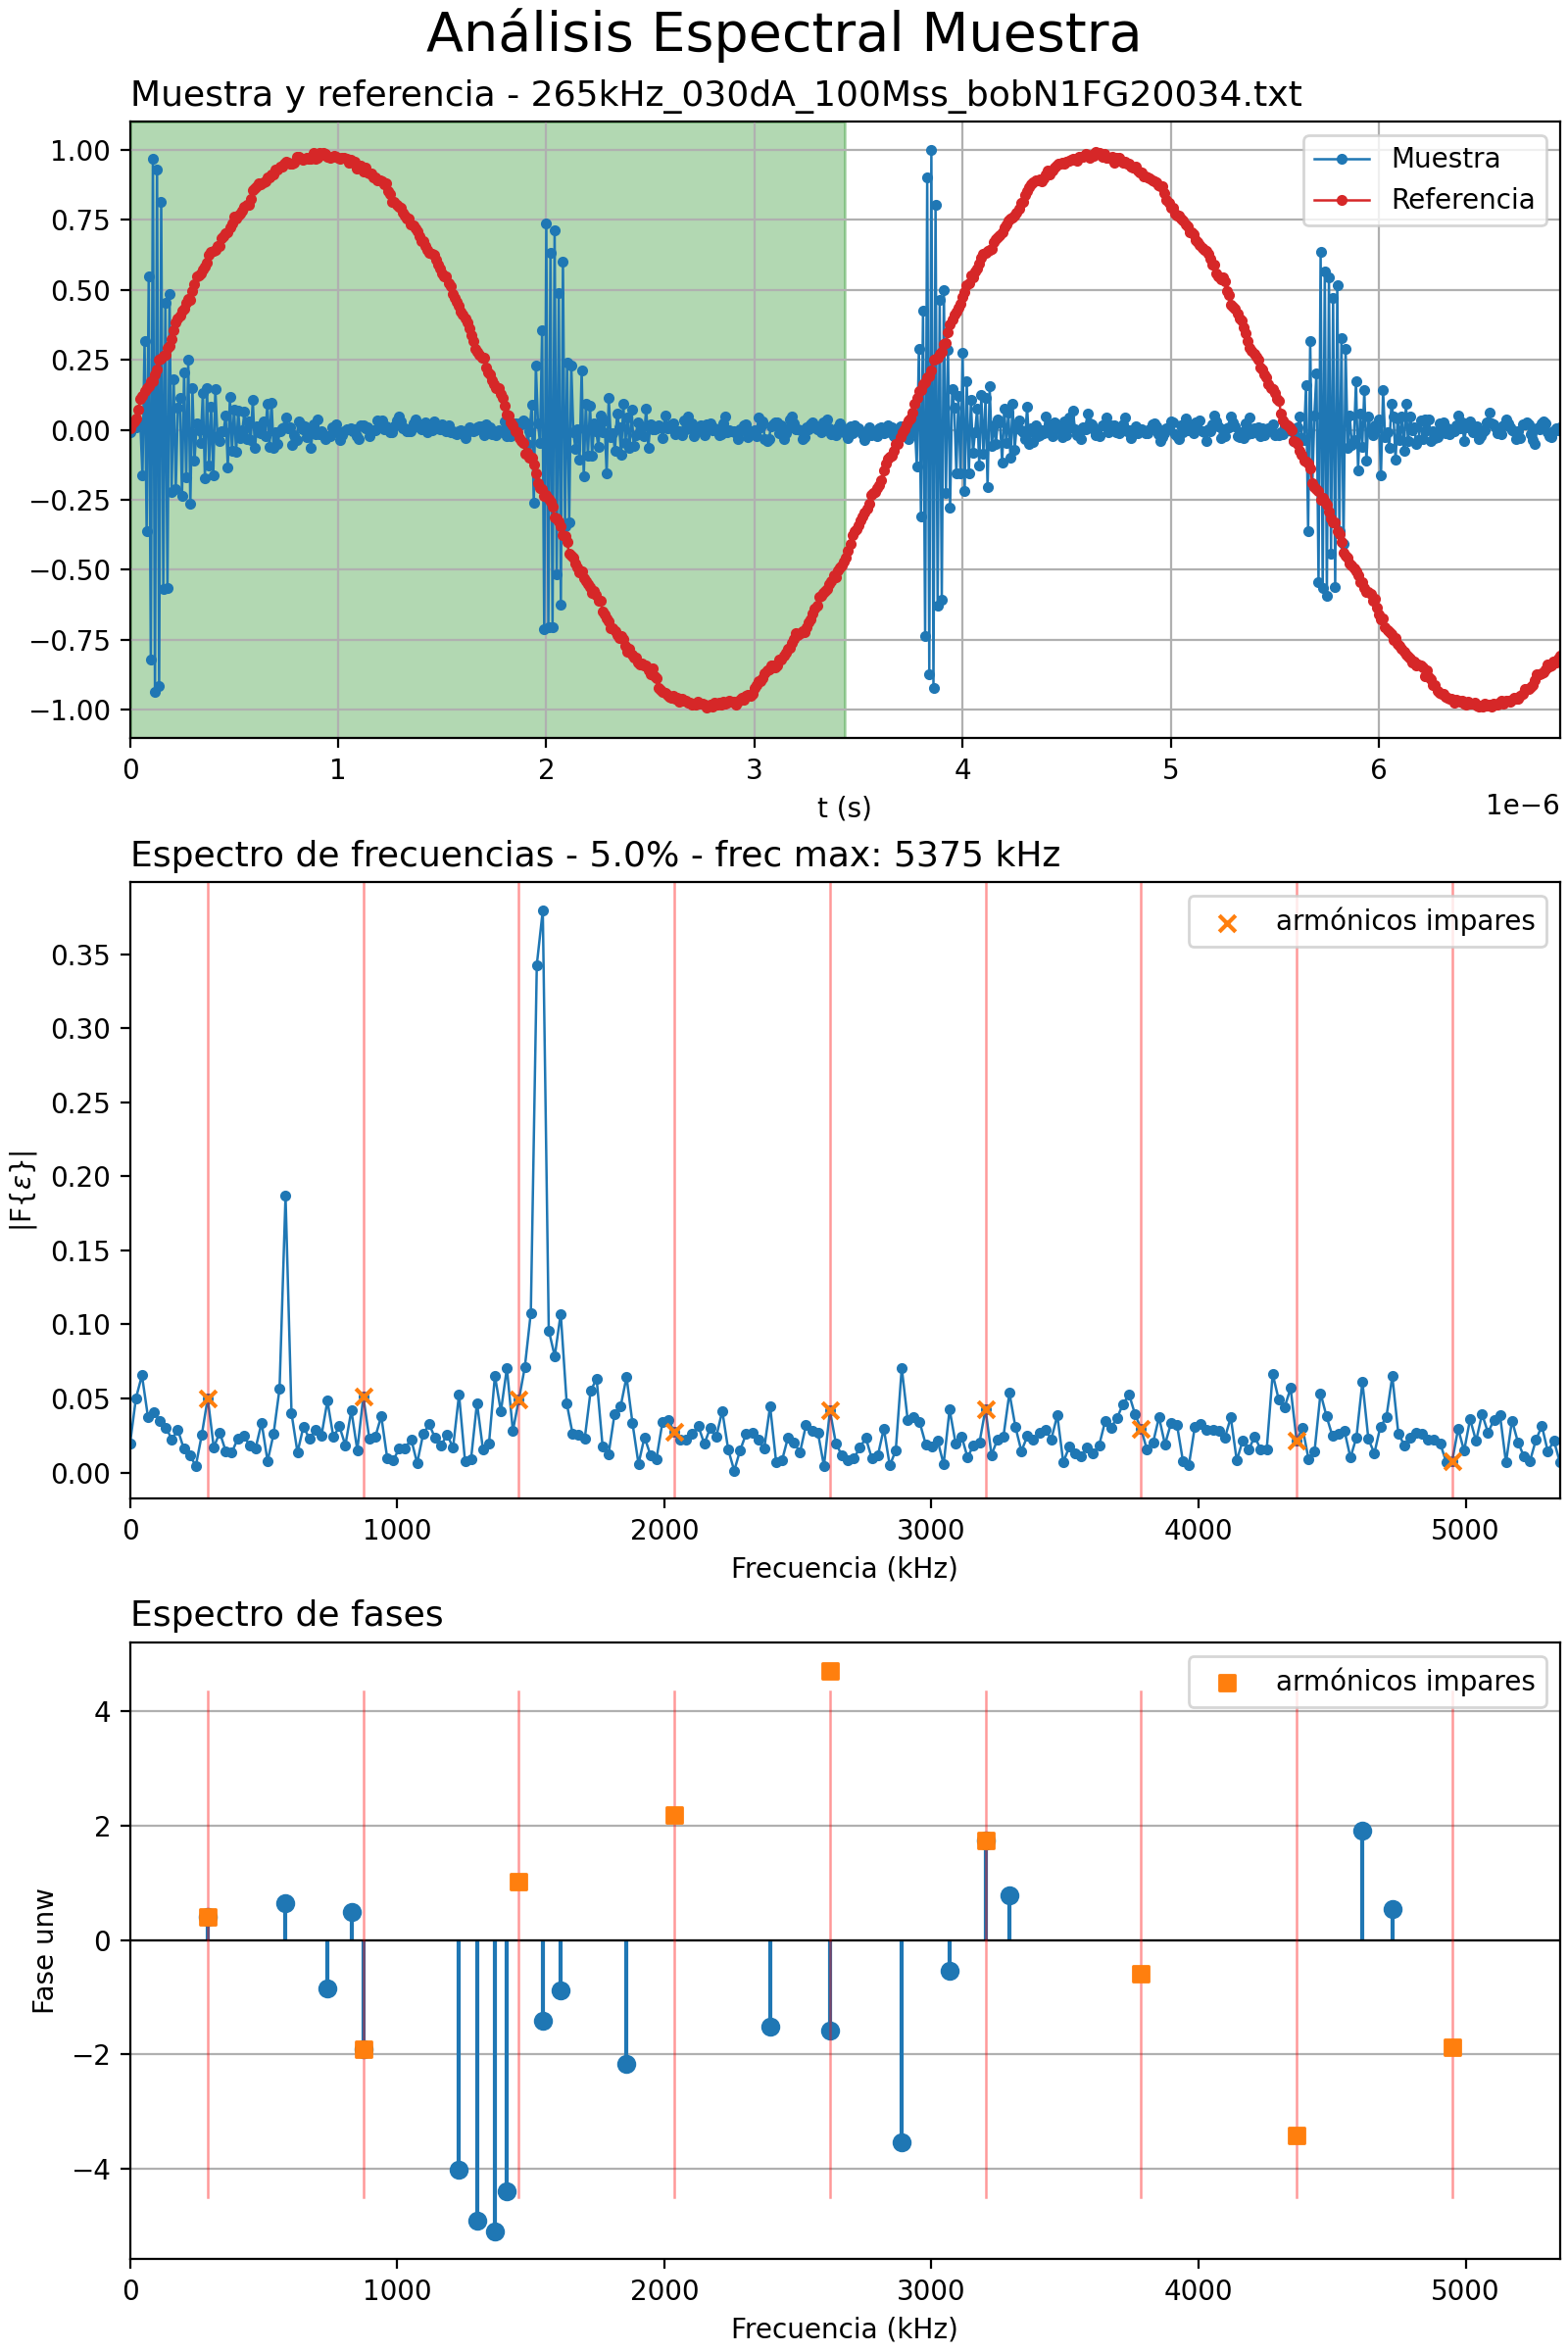 Análisis Espectral Muestra
Muestra y referencia - 265kHz_030dA_100Mss_bobN1FG20034.txt
1.00
0.75
0.50
0.25
0.00
−0.25
−0.50
−0.75
−1.00
Muestra
Referencia
0 1 2 3 4 5 6
t (s)
1e−6
Espectro de frecuencias - 5.0% - frec max: 5375 kHz
|F{ε}|
0.35
0.30
0.25
0.20
0.15
0.10
0.05
0.00
armónicos impares
0 1000 2000 3000 4000 5000
Frecuencia (kHz)
Espectro de fases
Fase unw
4
2
0
−2
−4
armónicos impares
0 1000 2000 3000 4000 5000
Frecuencia (kHz)